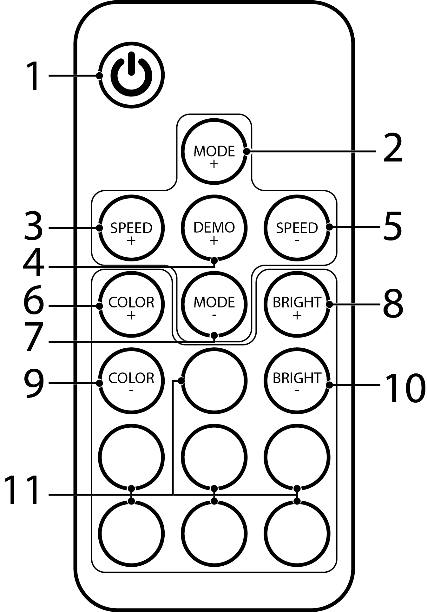 1
MODE
+
2
3
SPEED
+
DEMO
+
SPEED
-
5
4
6
COLOR
+
MODE
-
BRIGHT
+
8
7
9
COLOR
-
BRIGHT
-
10
11